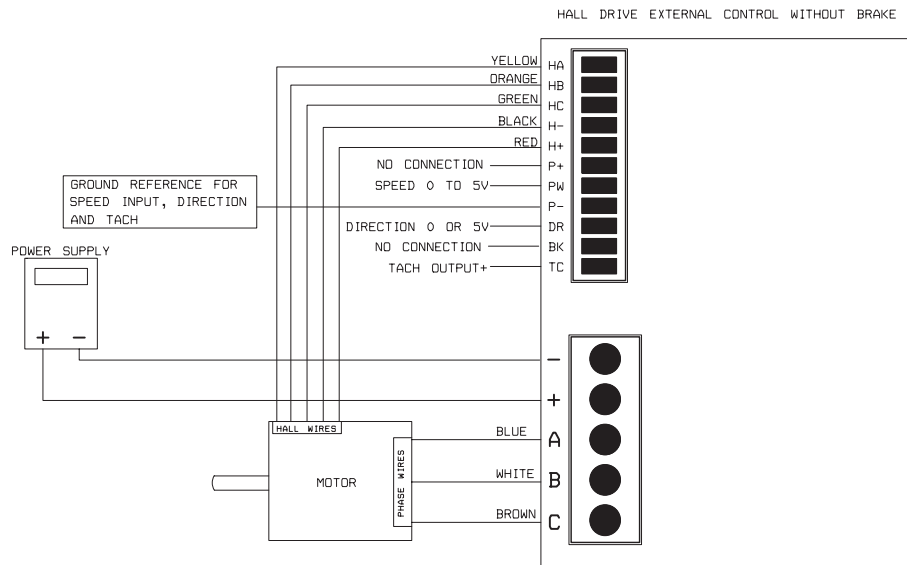 HALL DRIVE EXTERNAL CONTROL WITHOUT BRAKE
YELLOW HA
ORANGE HB
GREEN HC
BLACK H-
RED H+
NO CONNECTION P+
SPEED 0 TO 5V PW
GROUND REFERENCE FOR
SPEED INPUT, DIRECTION
AND TACH
P-
DIRECTION 0 OR 5V DR
NO CONNECTION BK
TACH OUTPUT+ TC
POWER SUPPLY
+ -
-
+
HALL WIRES
BLUE A
MOTOR
PHASE WIRES
WHITE B
BROWN C